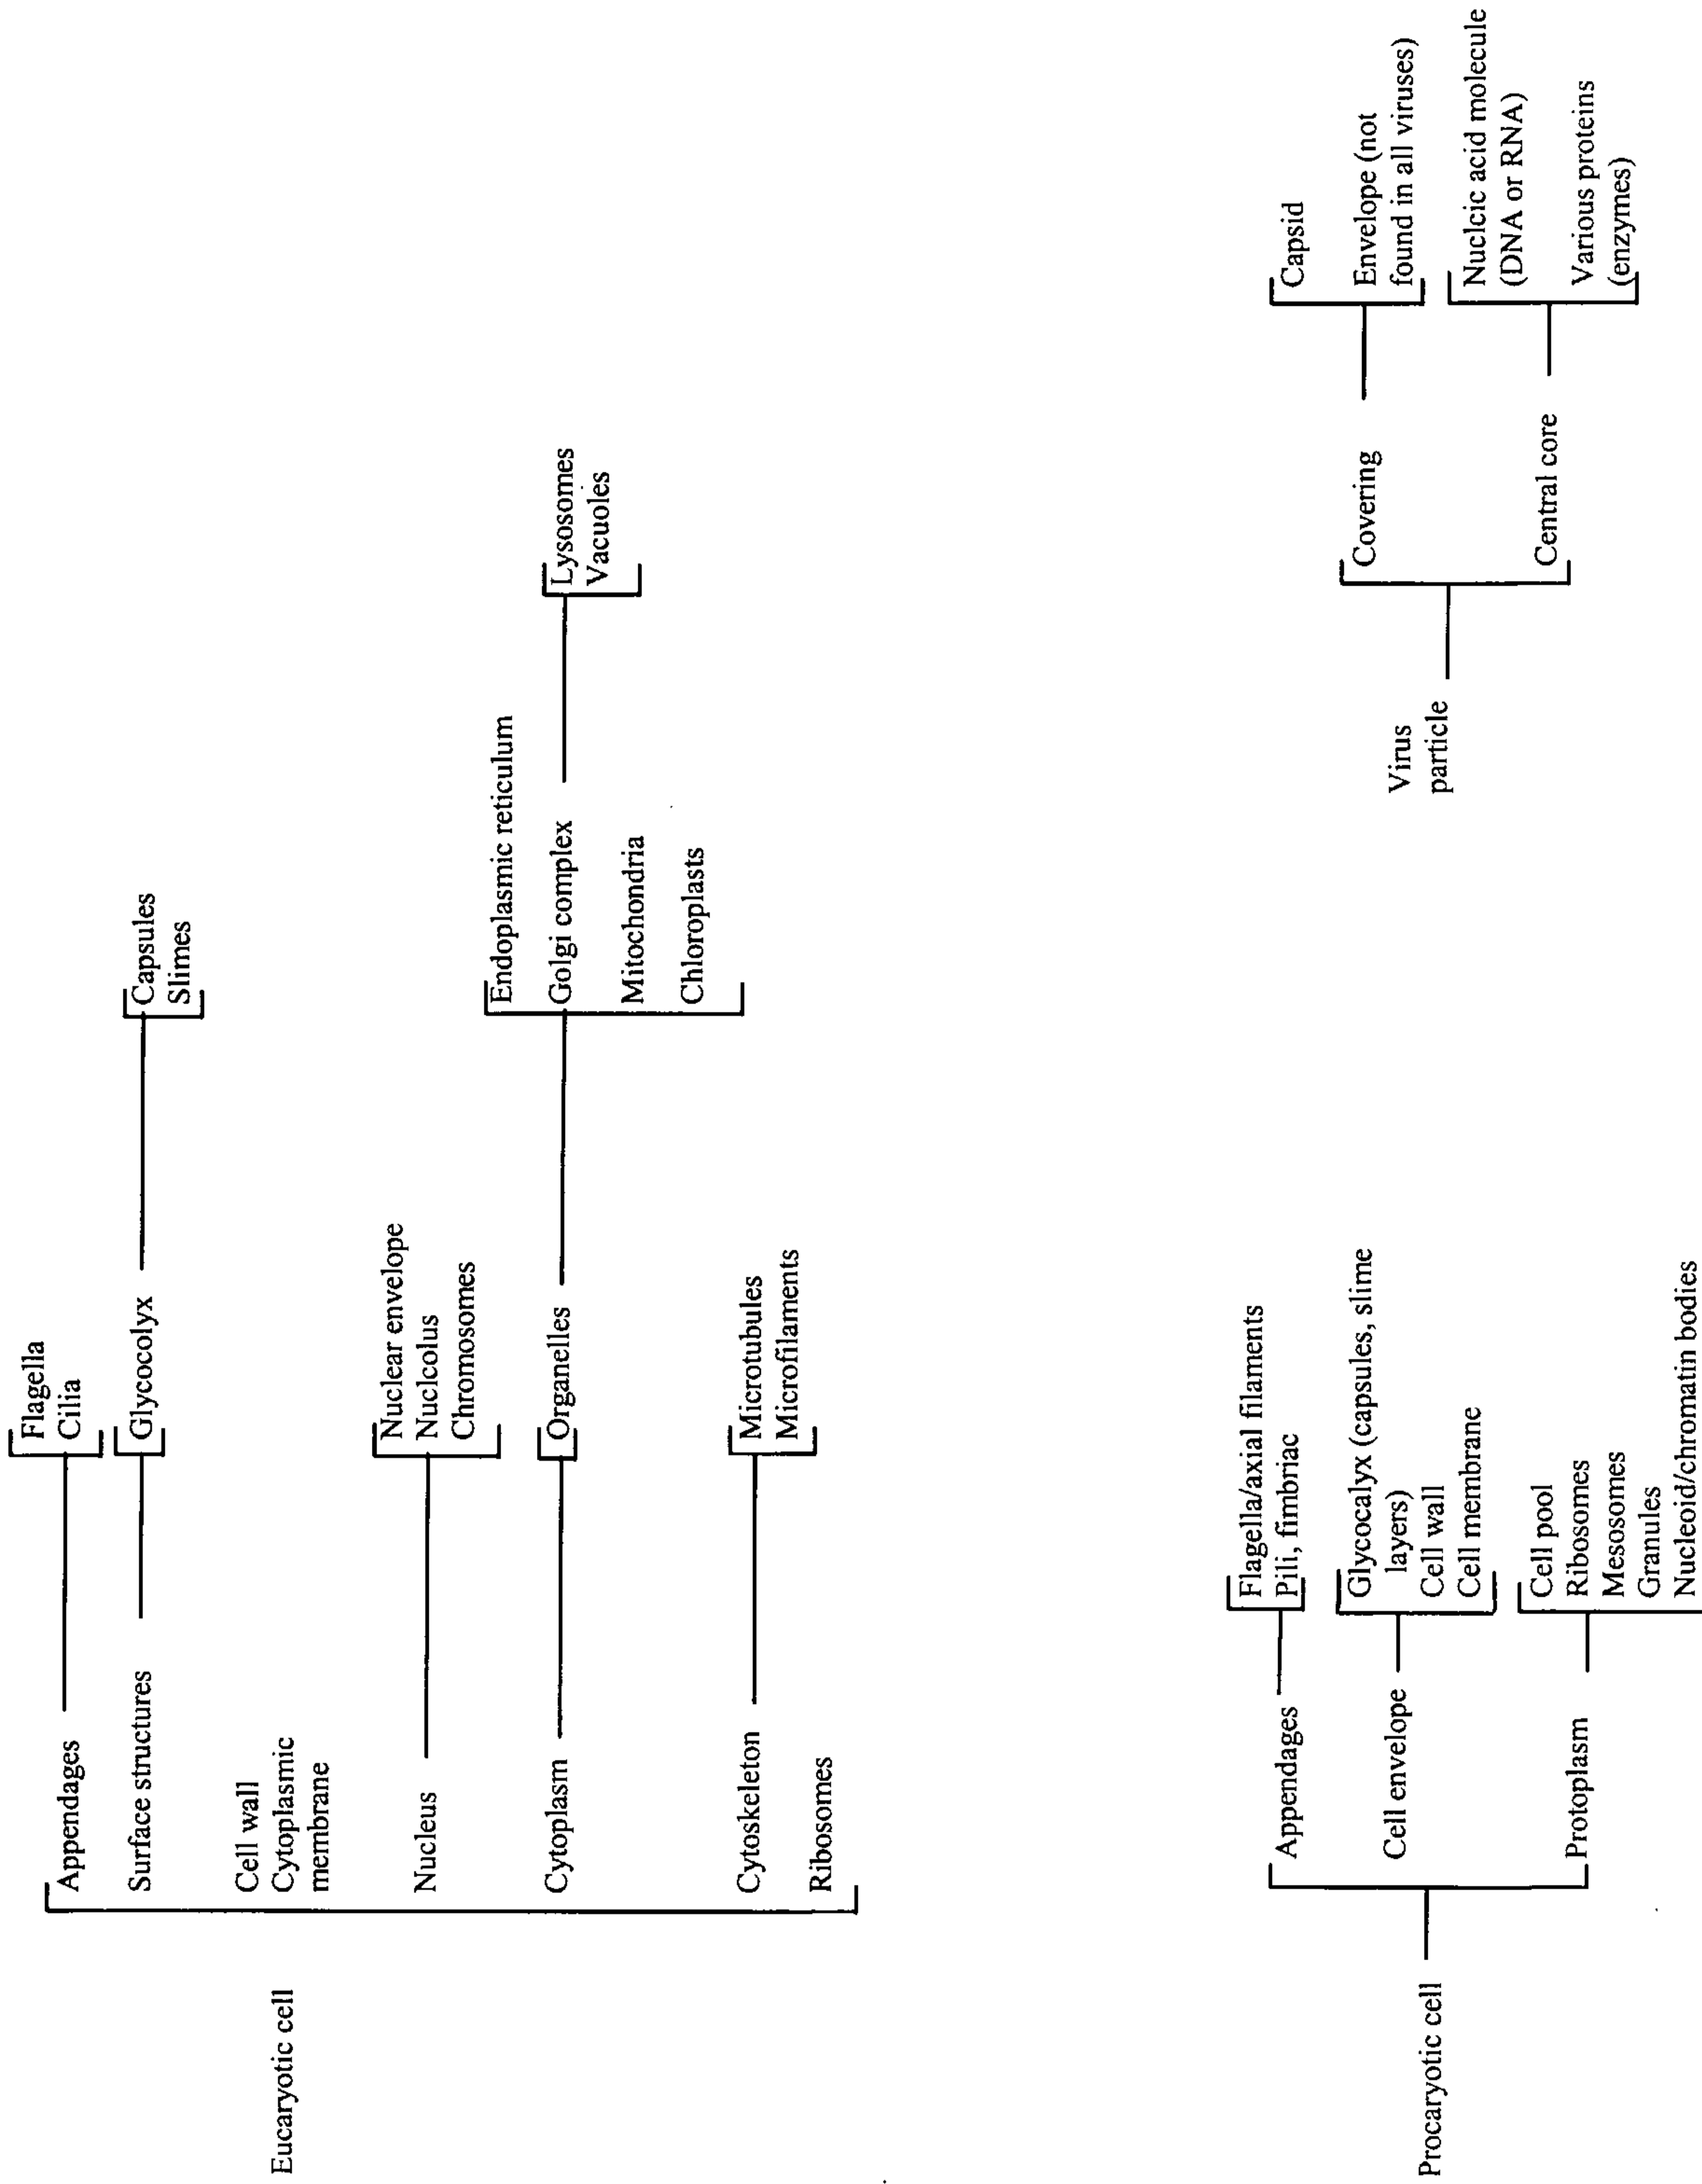 Eucaryotic cell
Appendages
Flagella
Cilia
Surface structures
Glycocolyx
Capsules
Slimes
Cell wall
Cytoplasmic
membrane
Nucleus
Nuclear envelope
Nuclcolus
Chromosomes
Cytoplasm
Organelles
Endoplasmic reticulum
Golgi complex
Lysosomes
Vacuoles
Mitochondria
Chloroplasts
Cytoskeleton
Microtubules
Microfilaments
Ribosomes
Procaryotic cell
Appendages
Flagella/axial filaments
Pili, fimbriac
Cell envelope
Glycocalyx (capsules, slime
layers)
Cell wall
Cell membrane
Protoplasm
Cell pool
Ribosomes
Mesosomes
Granules
Nucleoid/chromatin bodies
Virus
particle
Covering
Capsid
Envelope (not
found in all viruses)
Central core
Nuclcic acid molecule
(DNA or RNA)
Various proteins
(enzymes)